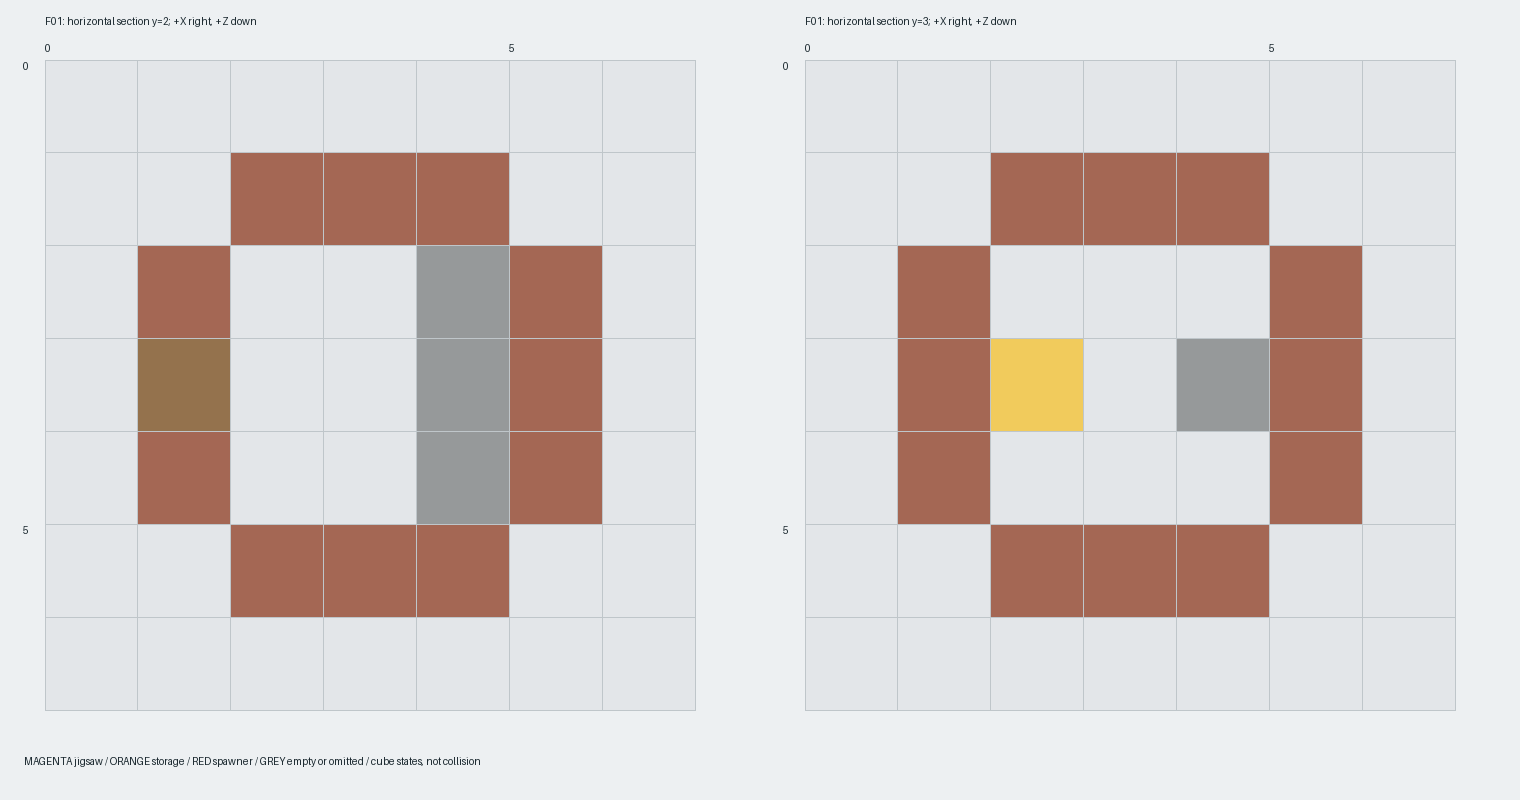 F01: horizontal section y=2; +X right, +Z down
F01: horizontal section y=3; +X right, +Z down
0 5
0 5
0
0
5
5
MAGENTA jigsaw / ORANGE storage / RED spawner / GREY empty or omitted / cube states, not collision